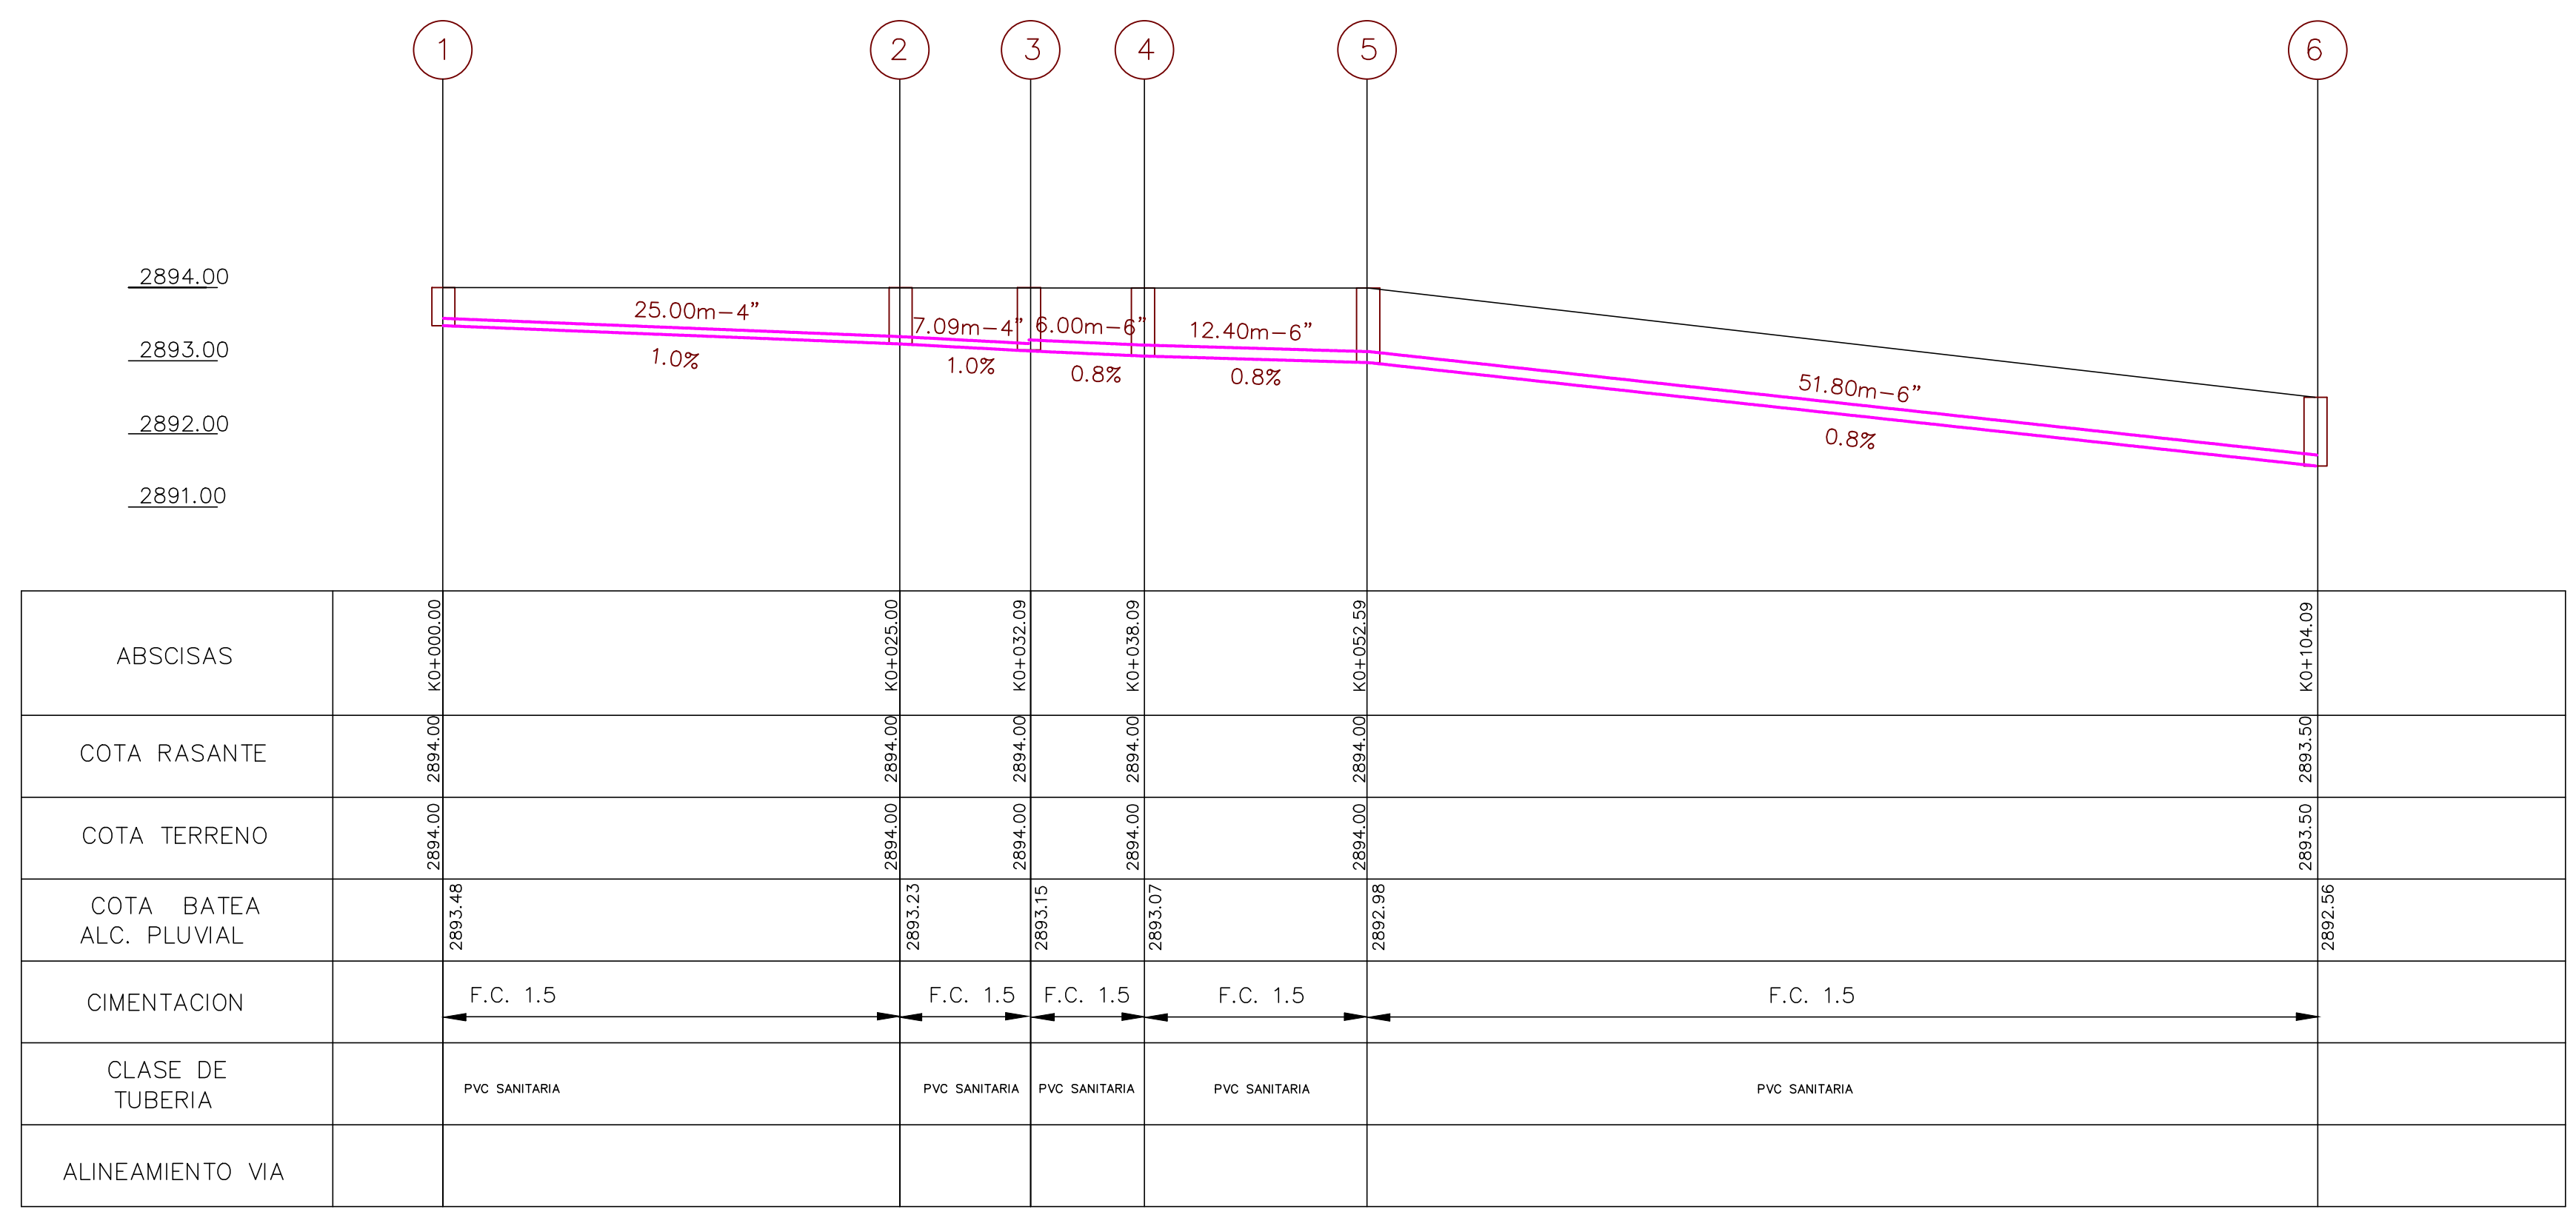 1
2
3
4
5
6
2894.00
2893.00
2892.00
2891.00
25.00m-4"
1.0%
7.09m-4"
1.0%
6.00m-6"
0.8%
12.40m-6"
0.8%
51.80m-6"
0.8%
ABSCISAS
K0+000.00
K0+025.00
K0+032.09
K0+038.09
K0+052.59
K0+104.09
COTA RASANTE
2894.00
2894.00
2894.00
2894.00
2894.00
2893.50
COTA TERRENO
2894.00
2894.00
2894.00
2894.00
2894.00
2893.50
COTA BATEA
ALC. PLUVIAL
2893.48
2893.23
2893.15
2893.07
2892.98
2892.56
CIMENTACION
F.C. 1.5
F.C. 1.5
F.C. 1.5
F.C. 1.5
F.C. 1.5
CLASE DE
TUBERIA
PVC SANITARIA
PVC SANITARIA
PVC SANITARIA
PVC SANITARIA
PVC SANITARIA
ALINEAMIENTO VIA